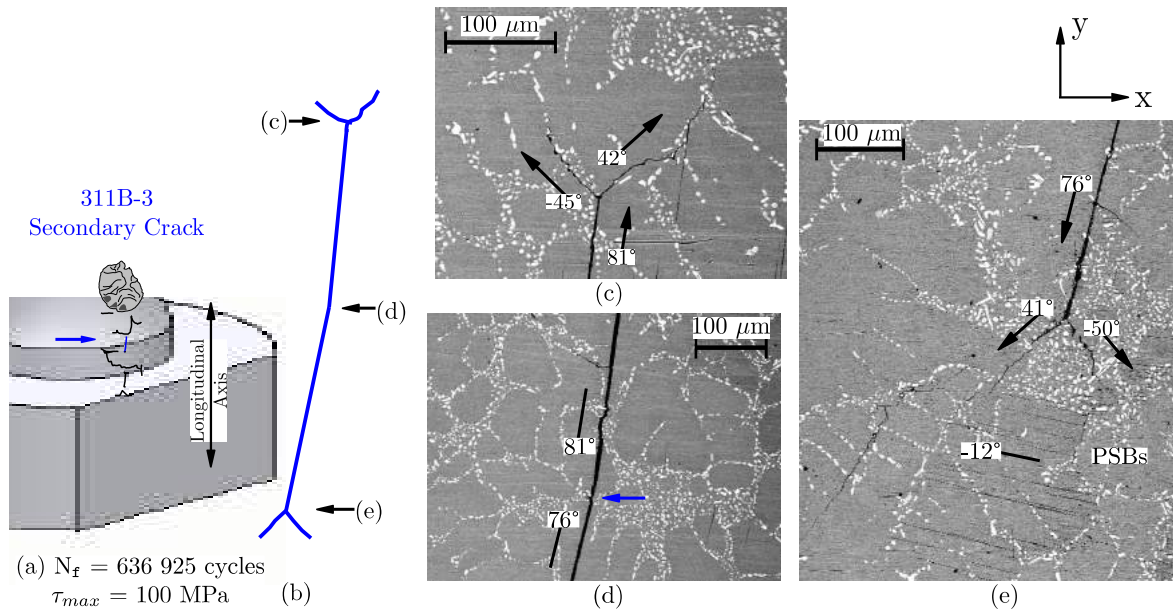 311B-3
Secondary Crack
Longitudinal
Axis
(a) N_f = 636 925 cycles
τ_max = 100 MPa
(c)
(d)
(e)
(b)
100 μm
42°
-45°
81°
(c)
100 μm
81°
76°
(d)
y
x
100 μm
76°
41°
-50°
-12°
PSBs
(e)